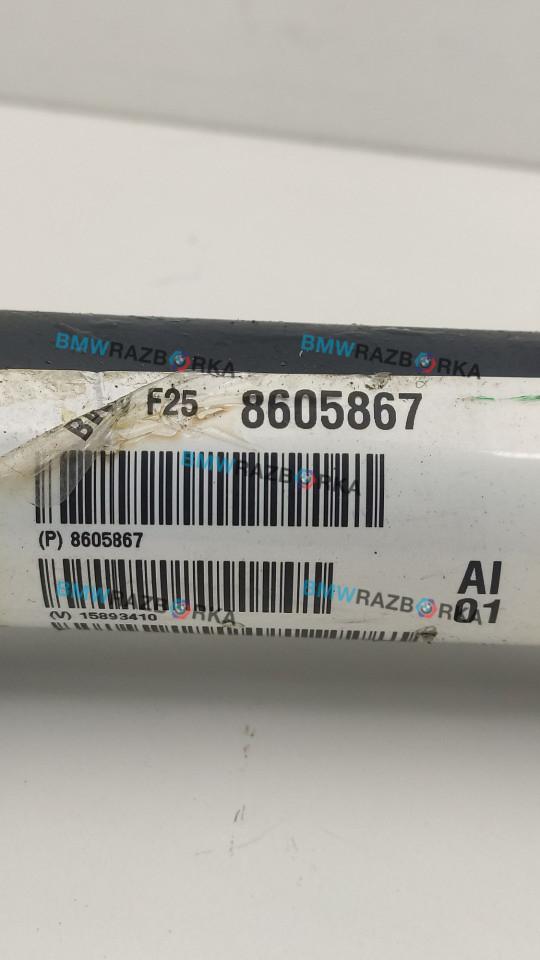 BMWRAZBORKA BMWRAZBORKA
F25 8605867
BMWRAZBORKA
(P) 8605867
AI
BMWRAZBORKA BMWRAZBORKA
01
(V) 15893410